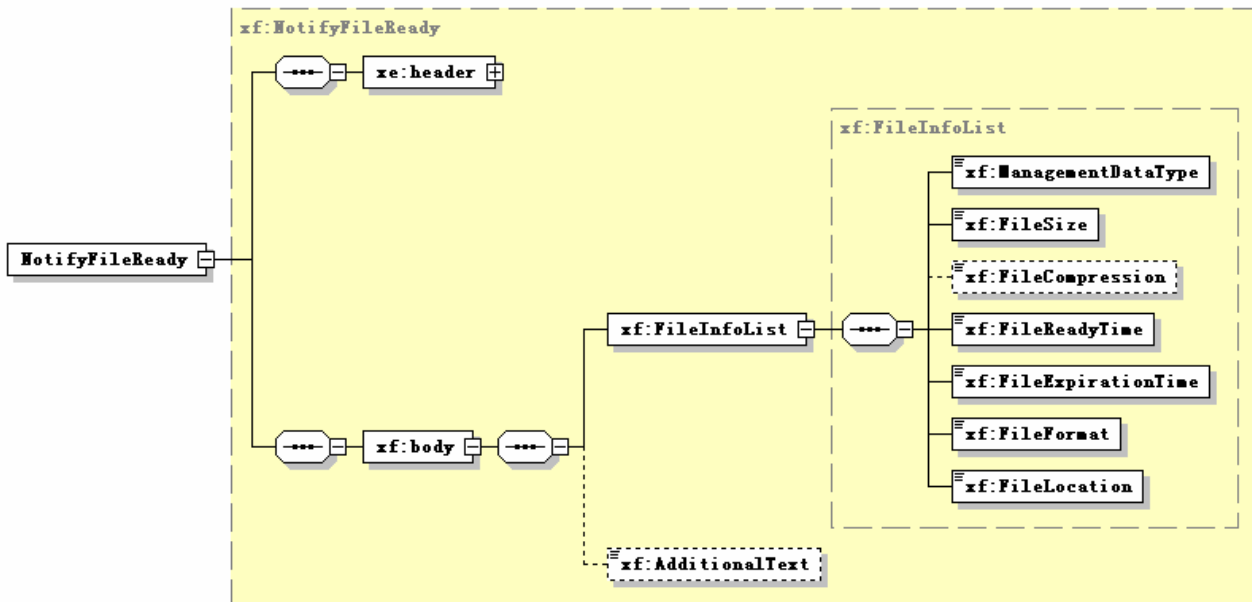 xf:NotifyFileReady
xe:header
xf:FileInfoList
xf:ManagementDataType
xf:FileSize
NotifyFileReady
xf:FileCompression
xf:FileInfoList
xf:FileReadyTime
xf:FileExpirationTime
xf:body
xf:FileFormat
xf:FileLocation
xf:AdditionalText